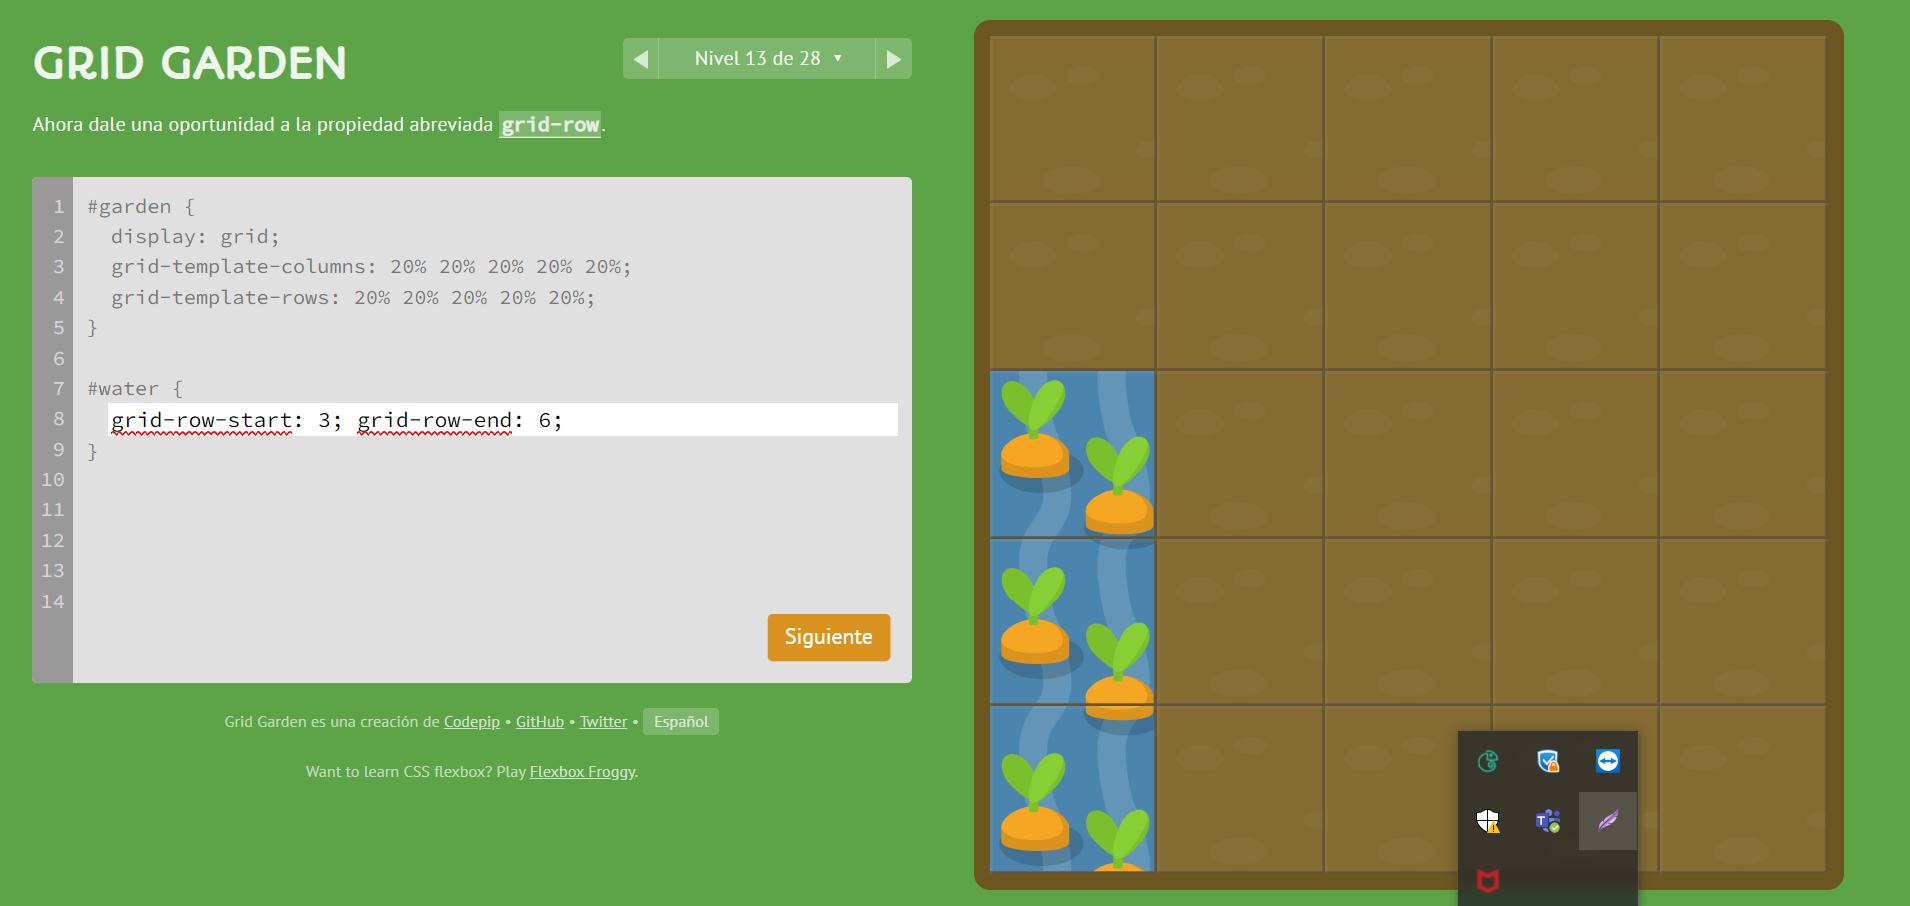 GRID GARDEN
◀ Nivel 13 de 28 ▼ ▶
Ahora dale una oportunidad a la propiedad abreviada grid-row.
1 #garden {
2 display: grid;
3 grid-template-columns: 20% 20% 20% 20% 20%;
4 grid-template-rows: 20% 20% 20% 20% 20%;
5 }
6
7 #water {
8 grid-row-start: 3; grid-row-end: 6;
9 }
10
11
12
13
14
Siguiente
Grid Garden es una creación de Codepip • GitHub • Twitter • Español
Want to learn CSS flexbox? Play Flexbox Froggy.
T